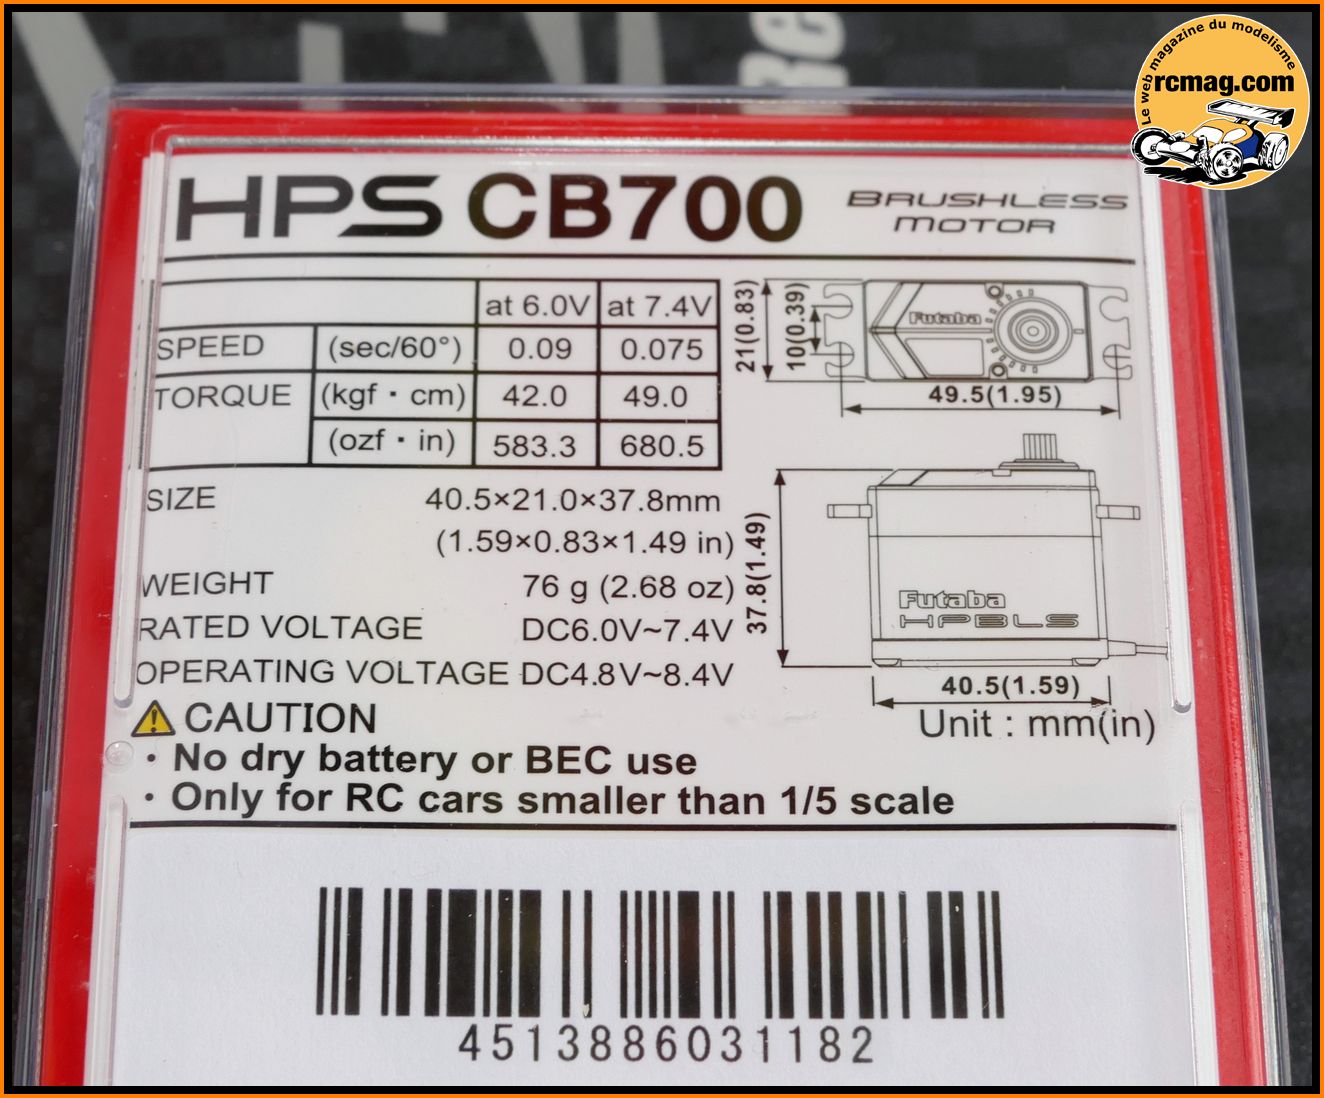 Le web magazine du modelisme
rcmag.com
HPS CB700 BRUSHLESS
MOTOR
at 6.0V at 7.4V
SPEED (sec/60°) 0.09 0.075
TORQUE (kgf・cm) 42.0 49.0
(ozf・in) 583.3 680.5
21(0.83)
10(0.39)
Futaba
49.5(1.95)
SIZE 40.5×21.0×37.8mm
(1.59×0.83×1.49 in)
WEIGHT 76 g (2.68 oz)
RATED VOLTAGE DC6.0V~7.4V
OPERATING VOLTAGE DC4.8V~8.4V
37.8(1.49)
Futaba
HPBLS
40.5(1.59)
Unit : mm(in)
CAUTION
・No dry battery or BEC use
・Only for RC cars smaller than 1/5 scale
4513886031182